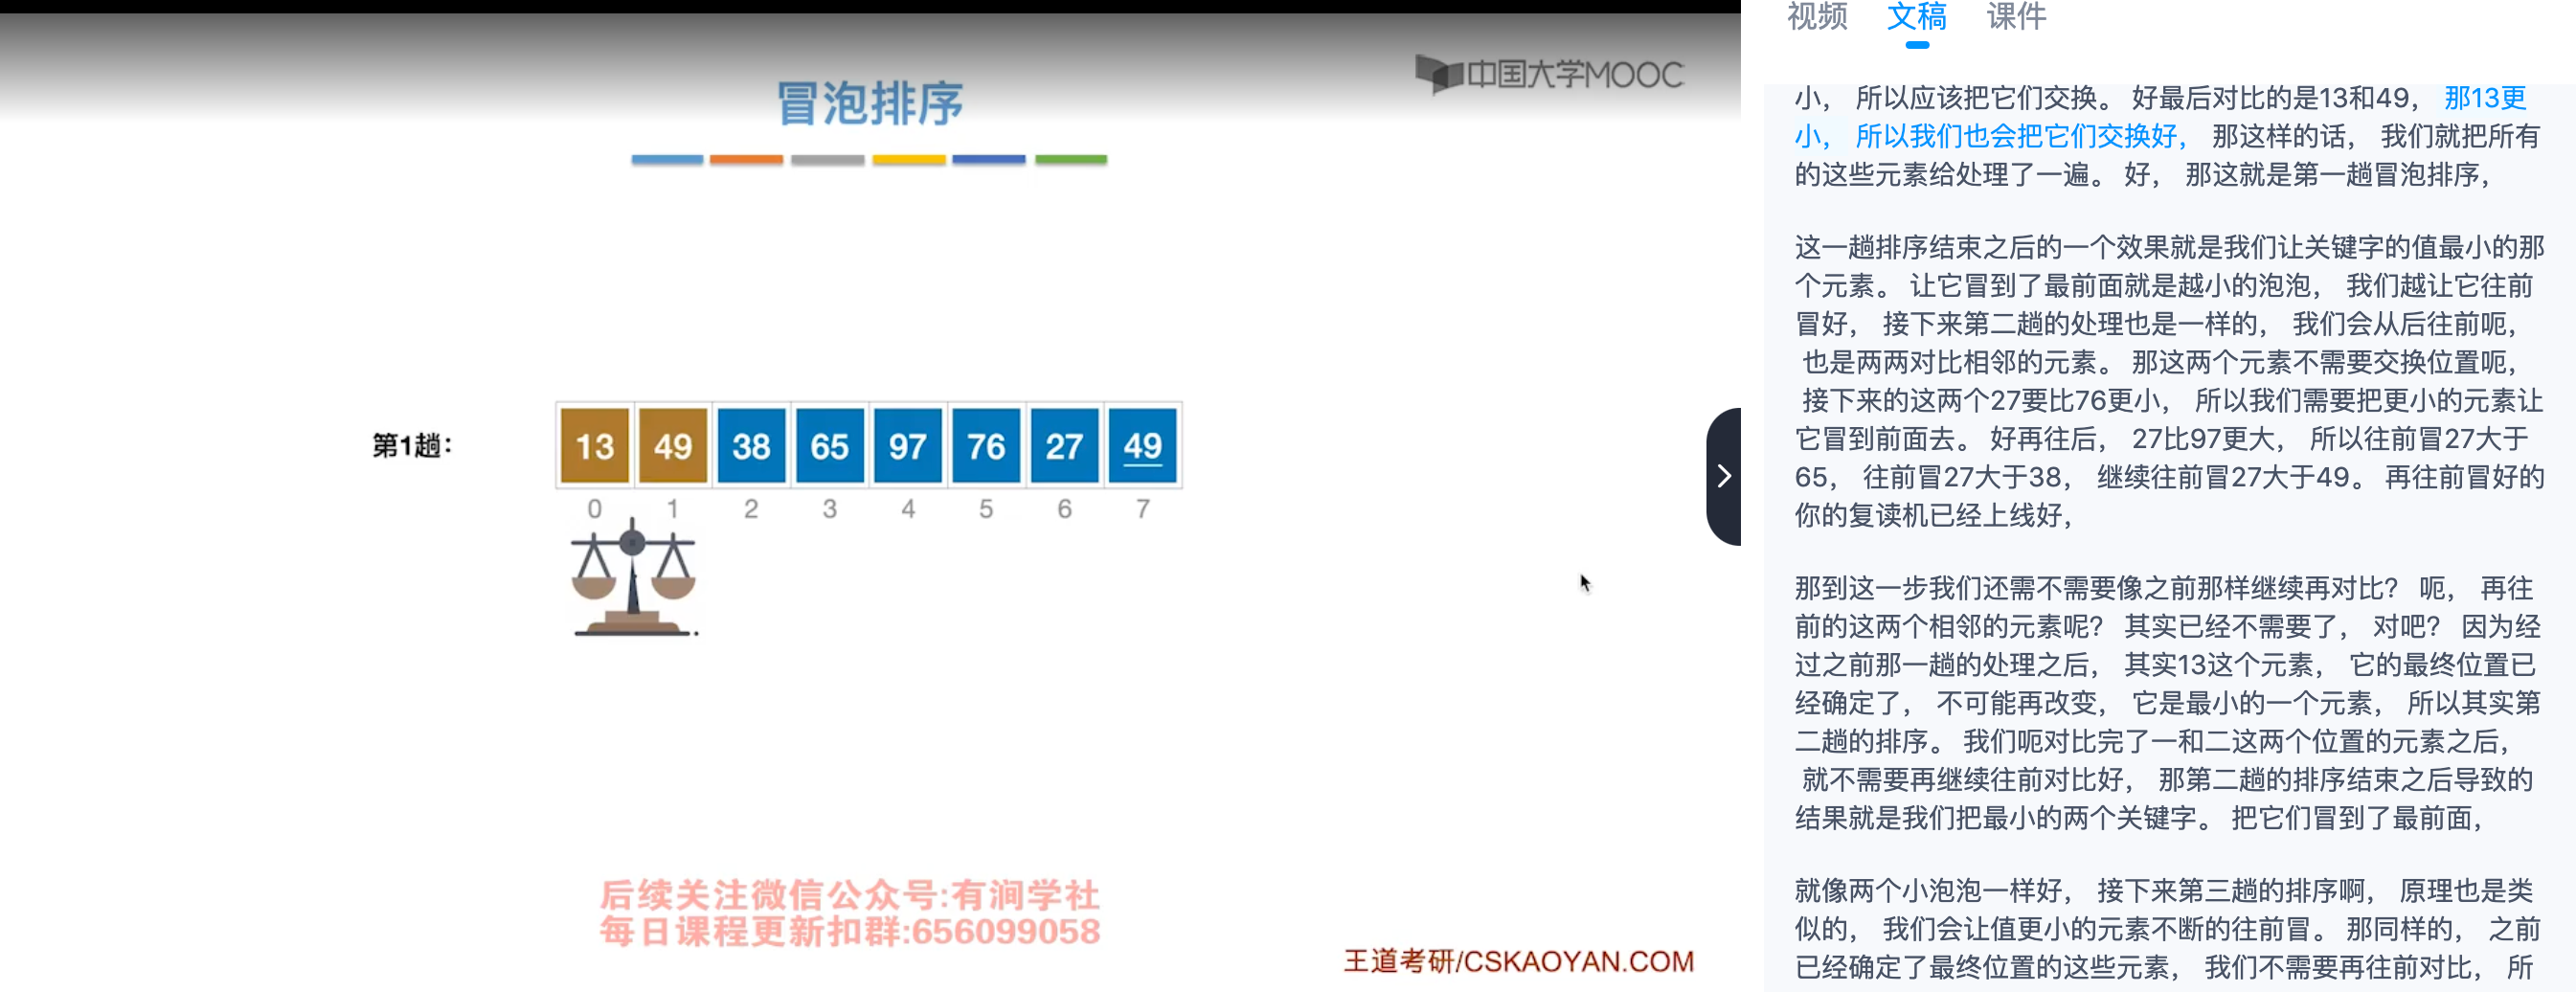 中国大学MOOC
冒泡排序
第1趟:
13 49 38 65 97 76 27 49
0 1 2 3 4 5 6 7
后续关注微信公众号:有涧学社
每日课程更新扣群:656099058
王道考研/CSKAOYAN.COM
视频 文稿 课件
小， 所以应该把它们交换。 好最后对比的是13和49， 那13更
小， 所以我们也会把它们交换好， 那这样的话， 我们就把所有
的这些元素给处理了一遍。 好， 那这就是第一趟冒泡排序，
这一趟排序结束之后的一个效果就是我们让关键字的值最小的那
个元素。 让它冒到了最前面就是越小的泡泡， 我们越让它往前
冒好， 接下来第二趟的处理也是一样的， 我们会从后往前呃，
也是两两对比相邻的元素。 那这两个元素不需要交换位置呃，
接下来的这两个27要比76更小， 所以我们需要把更小的元素让
它冒到前面去。 好再往后， 27比97更大， 所以往前冒27大于
65， 往前冒27大于38， 继续往前冒27大于49。 再往前冒好的
你的复读机已经上线好，
那到这一步我们还需不需要像之前那样继续再对比? 呃， 再往
前的这两个相邻的元素呢? 其实已经不需要了， 对吧? 因为经
过之前那一趟的处理之后， 其实13这个元素， 它的最终位置已
经确定了， 不可能再改变， 它是最小的一个元素， 所以其实第
二趟的排序。 我们呃对比完了一和二这两个位置的元素之后，
就不需要再继续往前对比好， 那第二趟的排序结束之后导致的
结果就是我们把最小的两个关键字。 把它们冒到了最前面，
就像两个小泡泡一样好， 接下来第三趟的排序啊， 原理也是类
似的， 我们会让值更小的元素不断的往前冒。 那同样的， 之前
已经确定了最终位置的这些元素， 我们不需要再往前对比， 所